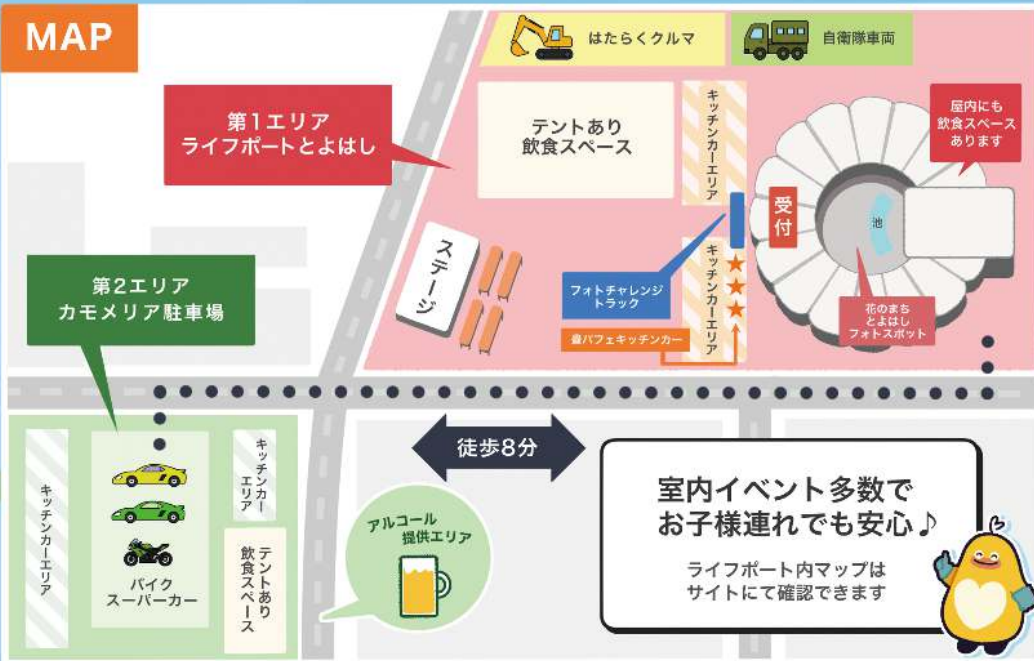 MAP
はたらくクルマ
自衛隊車両
第1エリア
ライフポートとよはし
テントあり
飲食スペース
キッチンカーエリア
屋内にも
飲食スペース
あります
受付
池
ステージ
キッチンカーエリア
フォトチャレンジ
トラック
花のまち
とよはし
フォトスポット
豊パフェキッチンカー
第2エリア
カモメリア駐車場
徒歩8分
キッチンカーエリア
バイク
スーパーカー
キッチンカー
エリア
テントあり
飲食スペース
アルコール
提供エリア
室内イベント多数で
お子様連れでも安心♪
ライフポート内マップは
サイトにて確認できます